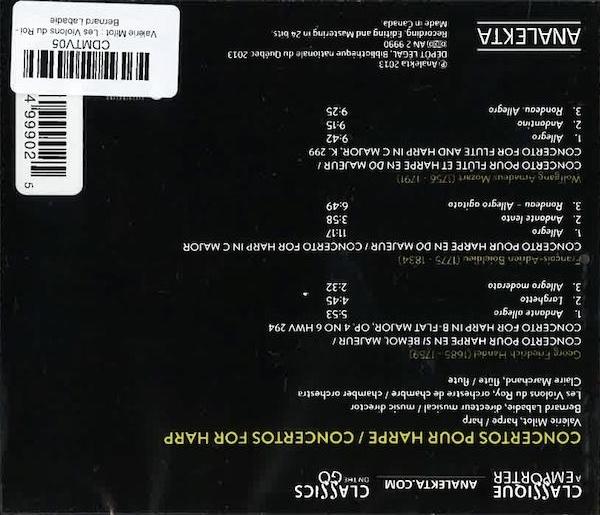 CLASSIQUE
À EMPORTER
ANALEKTA.COM
CLASSICS
ON THE GO
CONCERTOS POUR HARPE / CONCERTOS FOR HARP
Valérie Milot, harpe / harp
Bernard Labadie, directeur musical / music director
Les Violons du Roy, orchestre de chambre / chamber orchestra
Claire Marchand, flûte / flute
Georg Friedrich Handel (1685 - 1759)
CONCERTO POUR HARPE EN SI BÉMOL MAJEUR /
CONCERTO FOR HARP IN B-FLAT MAJOR, OP. 4 NO 6 HWV 294
1. Andante allegro 5:53
2. Larghetto 4:45
3. Allegro moderato 2:32
François-Adrien Boieldieu (1775 - 1834)
CONCERTO POUR HARPE EN DO MAJEUR / CONCERTO FOR HARP IN C MAJOR
1. Allegro 11:17
2. Andante lento 3:58
3. Rondeau - Allegro agitato 6:49
Wolfgang Amadeus Mozart (1756 - 1791)
CONCERTO POUR FLÛTE ET HARPE EN DO MAJEUR /
CONCERTO FOR FLUTE AND HARP IN C MAJOR, K. 299
1. Allegro 9:42
2. Andantino 9:15
3. Rondeau Allegro 9:25
℗ Analekta 2013
DÉPÔT LÉGAL, Bibliothèque nationale du Québec 2013
DDD AN 2 9990
Recording, Editing and Mastering in 24 bits.
Made in Canada.
ANALEKTA
4 99902 5
CDMTV05
Valérie Milot : Les Violons du Roi -
Bernard Labadie